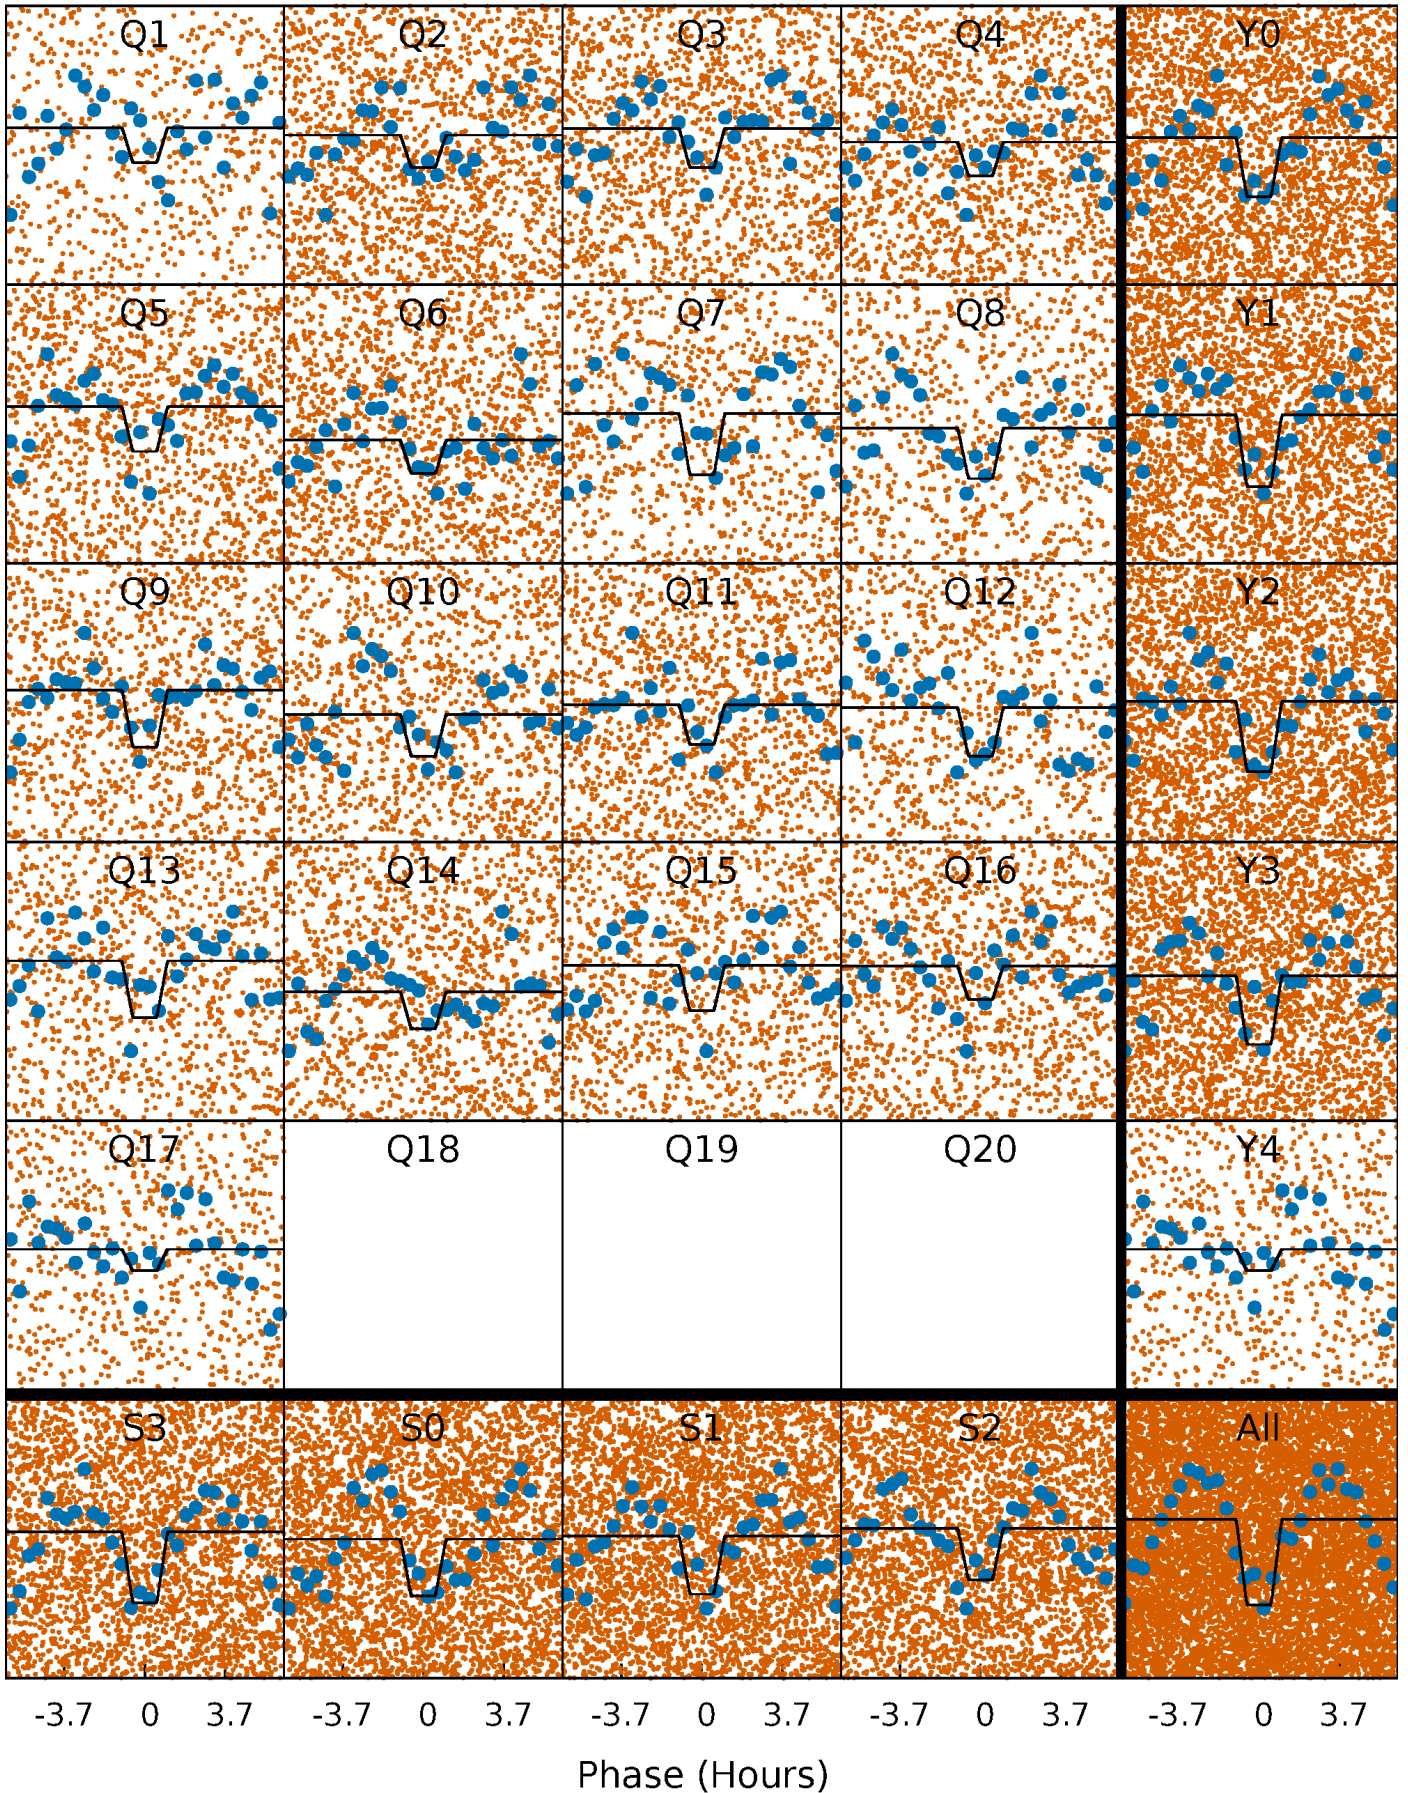 Q1 Q2 Q3 Q4 Y0
Q5 Q6 Q7 Q8 Y1
Q9 Q10 Q11 Q12 Y2
Q13 Q14 Q15 Q16 Y3
Q17 Q18 Q19 Q20 Y4
S3 S0 S1 S2 All
-3.7 0 3.7 -3.7 0 3.7 -3.7 0 3.7 -3.7 0 3.7 -3.7 0 3.7
Phase (Hours)